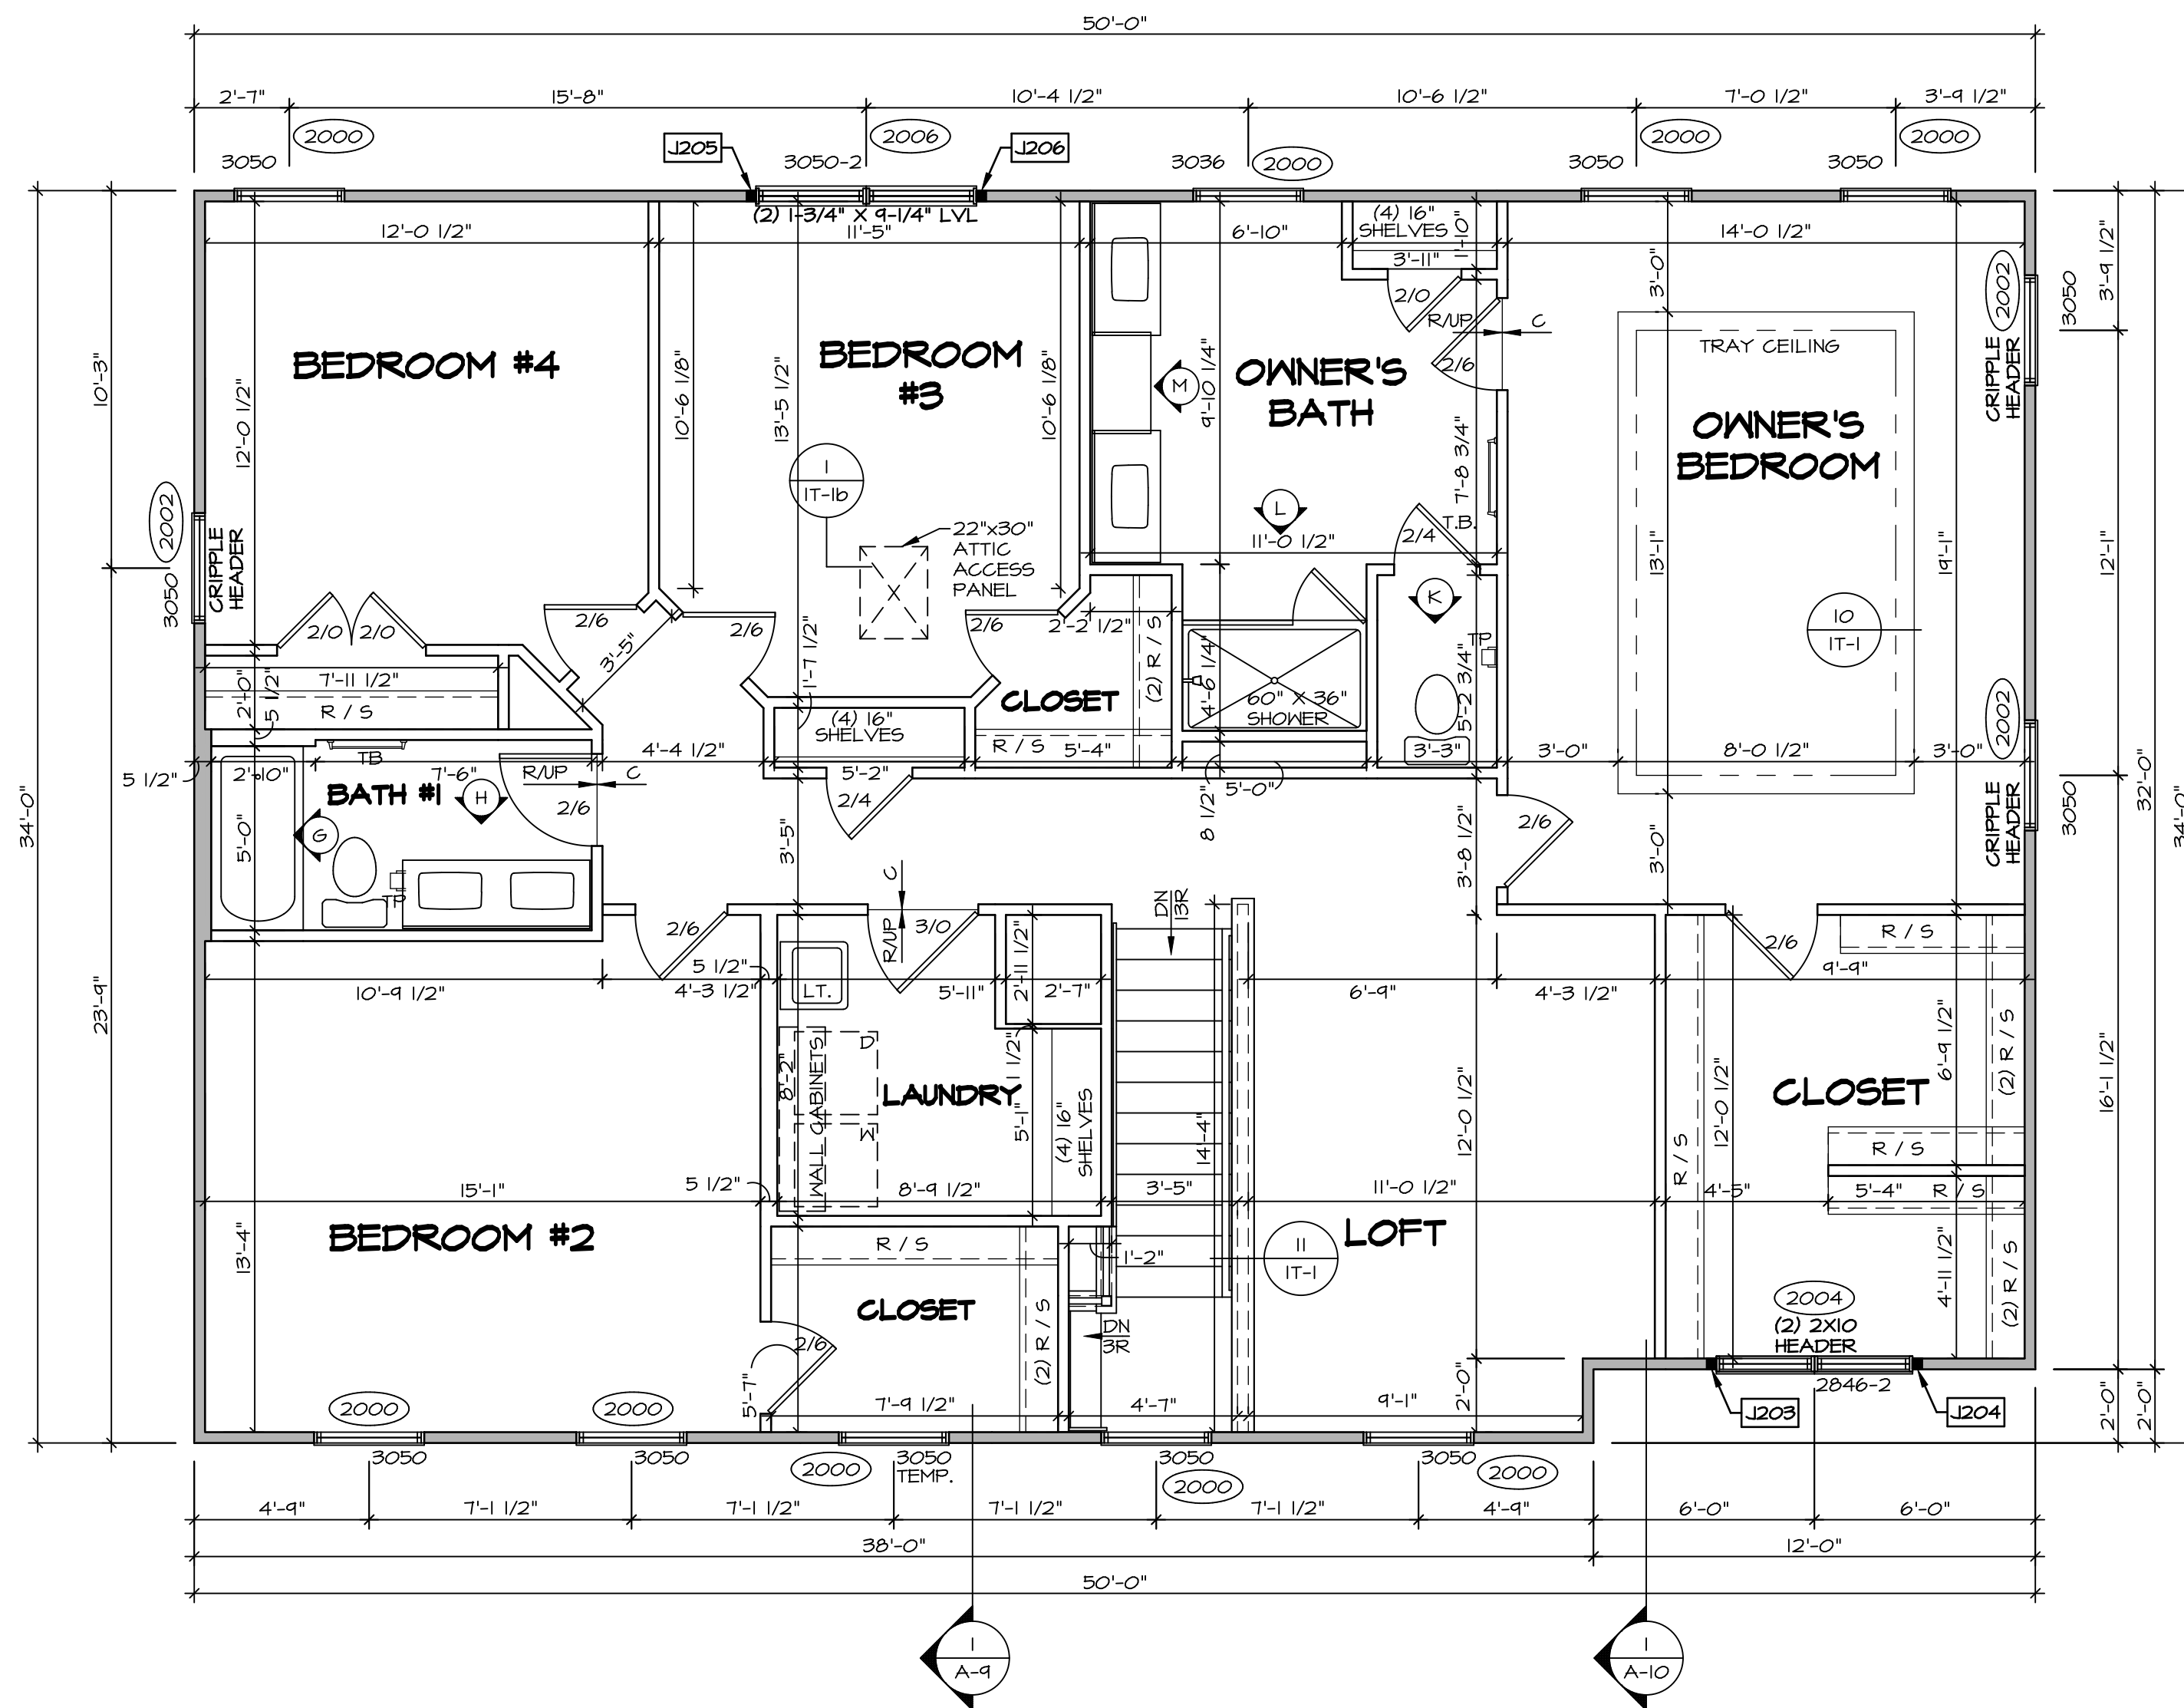 50'-0"
2'-7"
15'-8"
10'-4 1/2"
10'-6 1/2"
7'-0 1/2"
3'-9 1/2"
2000
2006
2000
2000
2000
J205
J206
3050
3050-2
3036
3050
3050
(2) 1-3/4" X 9-1/4" LVL
12'-0 1/2"
11'-5"
6'-10"
(4) 16"
SHELVES
1'-10"
3'-11"
14'-0 1/2"
2/0
R/UP
C
2/6
3'-0"
TRAY CEILING
2002
3050
CRIPPLE
HEADER
3'-9 1/2"
BEDROOM #4
BEDROOM
#3
OWNER'S
BATH
OWNER'S
BEDROOM
M
10'-3"
12'-0 1/2"
10'-6 1/8"
13'-5 1/2"
10'-6 1/8"
9'-10 1/4"
7'-8 3/4"
13'-1"
19'-1"
12'-1"
1
IT-1b
22"x30"
ATTIC
ACCESS
PANEL
L
T.B.
11'-0 1/2"
2/4
2002
3050
CRIPPLE
HEADER
2/0
2/0
2/6
3'-5"
2/6
2/6
2'-2 1/2"
(2) R / S
K
TP
10
IT-1
7'-11 1/2"
R / S
2'-0"
5 1/2"
1'-7 1/2"
(4) 16"
SHELVES
CLOSET
R / S
5'-4"
4'-6 1/4"
60" X 36"
SHOWER
5'-2 3/4"
3'-3"
3'-0"
8'-0 1/2"
3'-0"
2002
3050
CRIPPLE
HEADER
32'-0"
34'-0"
34'-0"
5 1/2"
2'-10"
TB
7'-6"
R/UP
C
2/6
4'-4 1/2"
5'-2"
2/4
8 1/2"
5'-0"
BATH #1
H
G
5'-0"
TP
3'-5"
3'-8 1/2"
2/6
3'-0"
C
R/UP
3/0
DN
13R
2/6
2/6
R / S
9'-9"
10'-9 1/2"
5 1/2"
4'-3 1/2"
LT.
5'-11"
2'-11 1/2"
2'-7"
6'-9"
4'-3 1/2"
23'-9"
8'-2"
WALL CABINETS
D
W
LAUNDRY
1 1/2"
5'-1"
(4) 16"
SHELVES
14'-4"
12'-0 1/2"
12'-0 1/2"
R / S
CLOSET
6'-9 1/2"
(2) R / S
R / S
16'-1 1/2"
15'-1"
5 1/2"
8'-9 1/2"
3'-5"
11'-0 1/2"
4'-5"
5'-4"
R / S
BEDROOM #2
13'-4"
R / S
1'-2"
11
IT-1
LOFT
4'-11 1/2"
(2) R / S
CLOSET
(2) R / S
DN
3R
2004
(2) 2X10
HEADER
2/6
5'-7"
7'-9 1/2"
4'-7"
9'-1"
2'-0"
2846-2
J203
J204
2'-0"
2'-0"
2000
2000
3050
3050
2000
3050
TEMP.
3050
2000
3050
2000
4'-9"
7'-1 1/2"
7'-1 1/2"
7'-1 1/2"
7'-1 1/2"
4'-9"
6'-0"
6'-0"
38'-0"
12'-0"
50'-0"
1
A-9
1
A-10